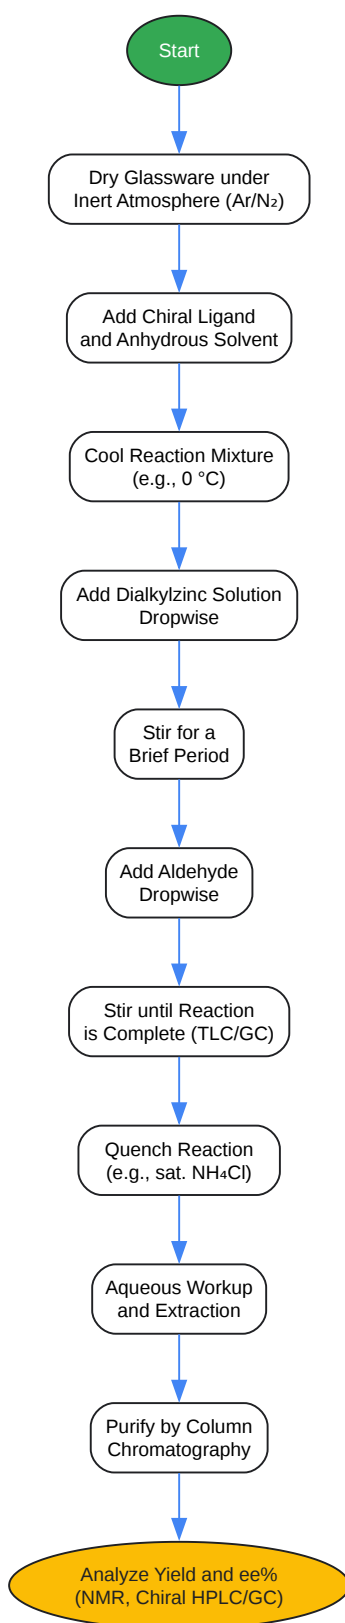 Start
Dry Glassware under
Inert Atmosphere (Ar/N₂)
Add Chiral Ligand
and Anhydrous Solvent
Cool Reaction Mixture
(e.g., 0 °C)
Add Dialkylzinc Solution
Dropwise
Stir for a
Brief Period
Add Aldehyde
Dropwise
Stir until Reaction
is Complete (TLC/GC)
Quench Reaction
(e.g., sat. NH₄Cl)
Aqueous Workup
and Extraction
Purify by Column
Chromatography
Analyze Yield and ee%
(NMR, Chiral HPLC/GC)